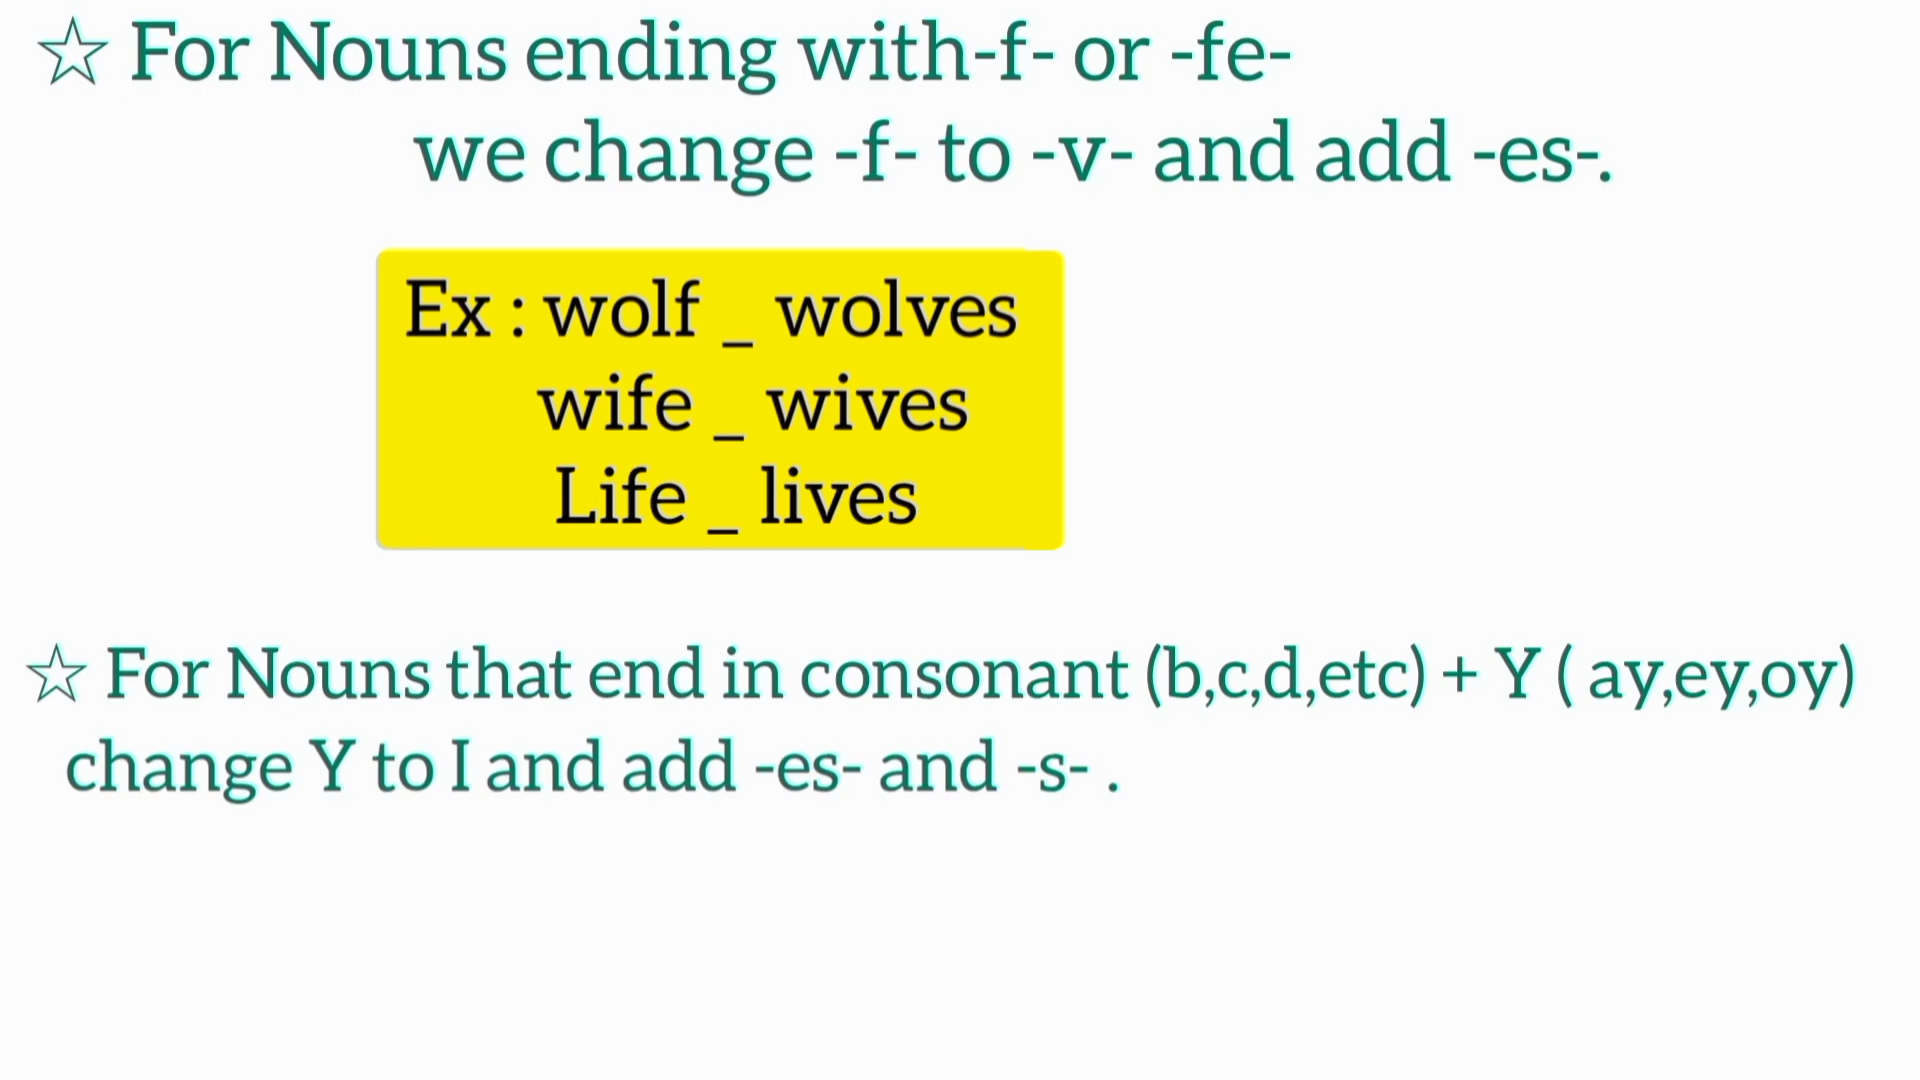 ☆ For Nouns ending with-f- or -fe-
we change -f- to -v- and add -es-.
Ex : wolf _ wolves
wife _ wives
Life _ lives
☆ For Nouns that end in consonant (b,c,d,etc) + Y ( ay,ey,oy)
change Y to I and add -es- and -s- .